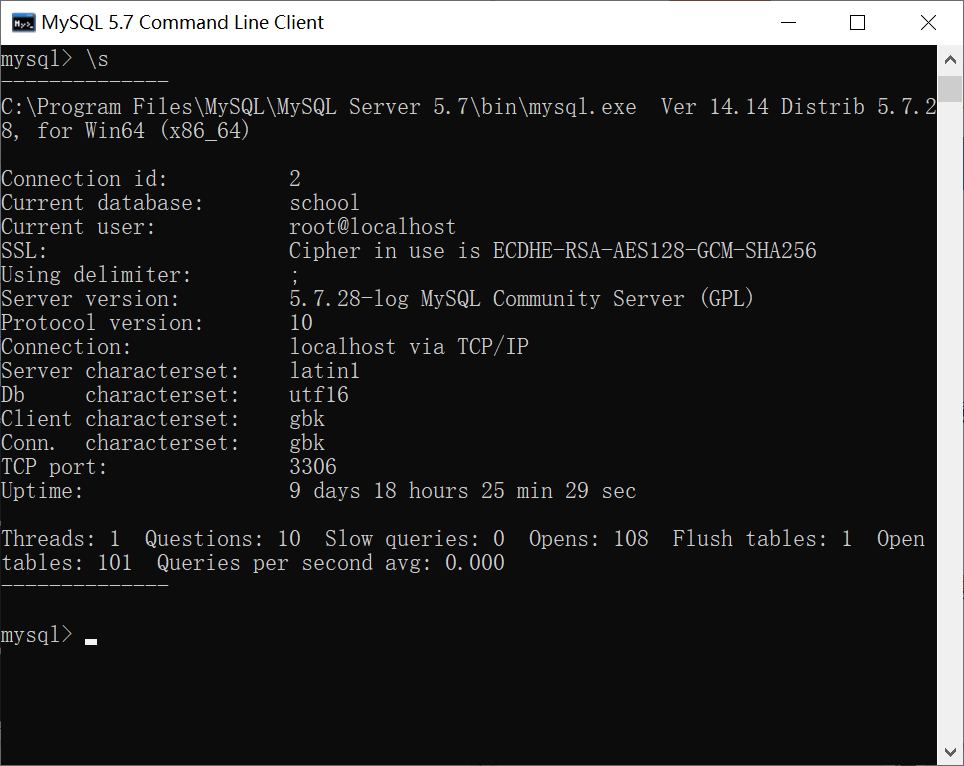 MySQL 5.7 Command Line Client
mysql> \s
--------------
C:\Program Files\MySQL\MySQL Server 5.7\bin\mysql.exe  Ver 14.14 Distrib 5.7.2
8, for Win64 (x86_64)
Connection id:          2
Current database:       school
Current user:           root@localhost
SSL:                    Cipher in use is ECDHE-RSA-AES128-GCM-SHA256
Using delimiter:        ;
Server version:         5.7.28-log MySQL Community Server (GPL)
Protocol version:       10
Connection:             localhost via TCP/IP
Server characterset:    latin1
Db     characterset:    utf16
Client characterset:    gbk
Conn.  characterset:    gbk
TCP port:               3306
Uptime:                 9 days 18 hours 25 min 29 sec
Threads: 1  Questions: 10  Slow queries: 0  Opens: 108  Flush tables: 1  Open
tables: 101  Queries per second avg: 0.000
--------------
mysql>